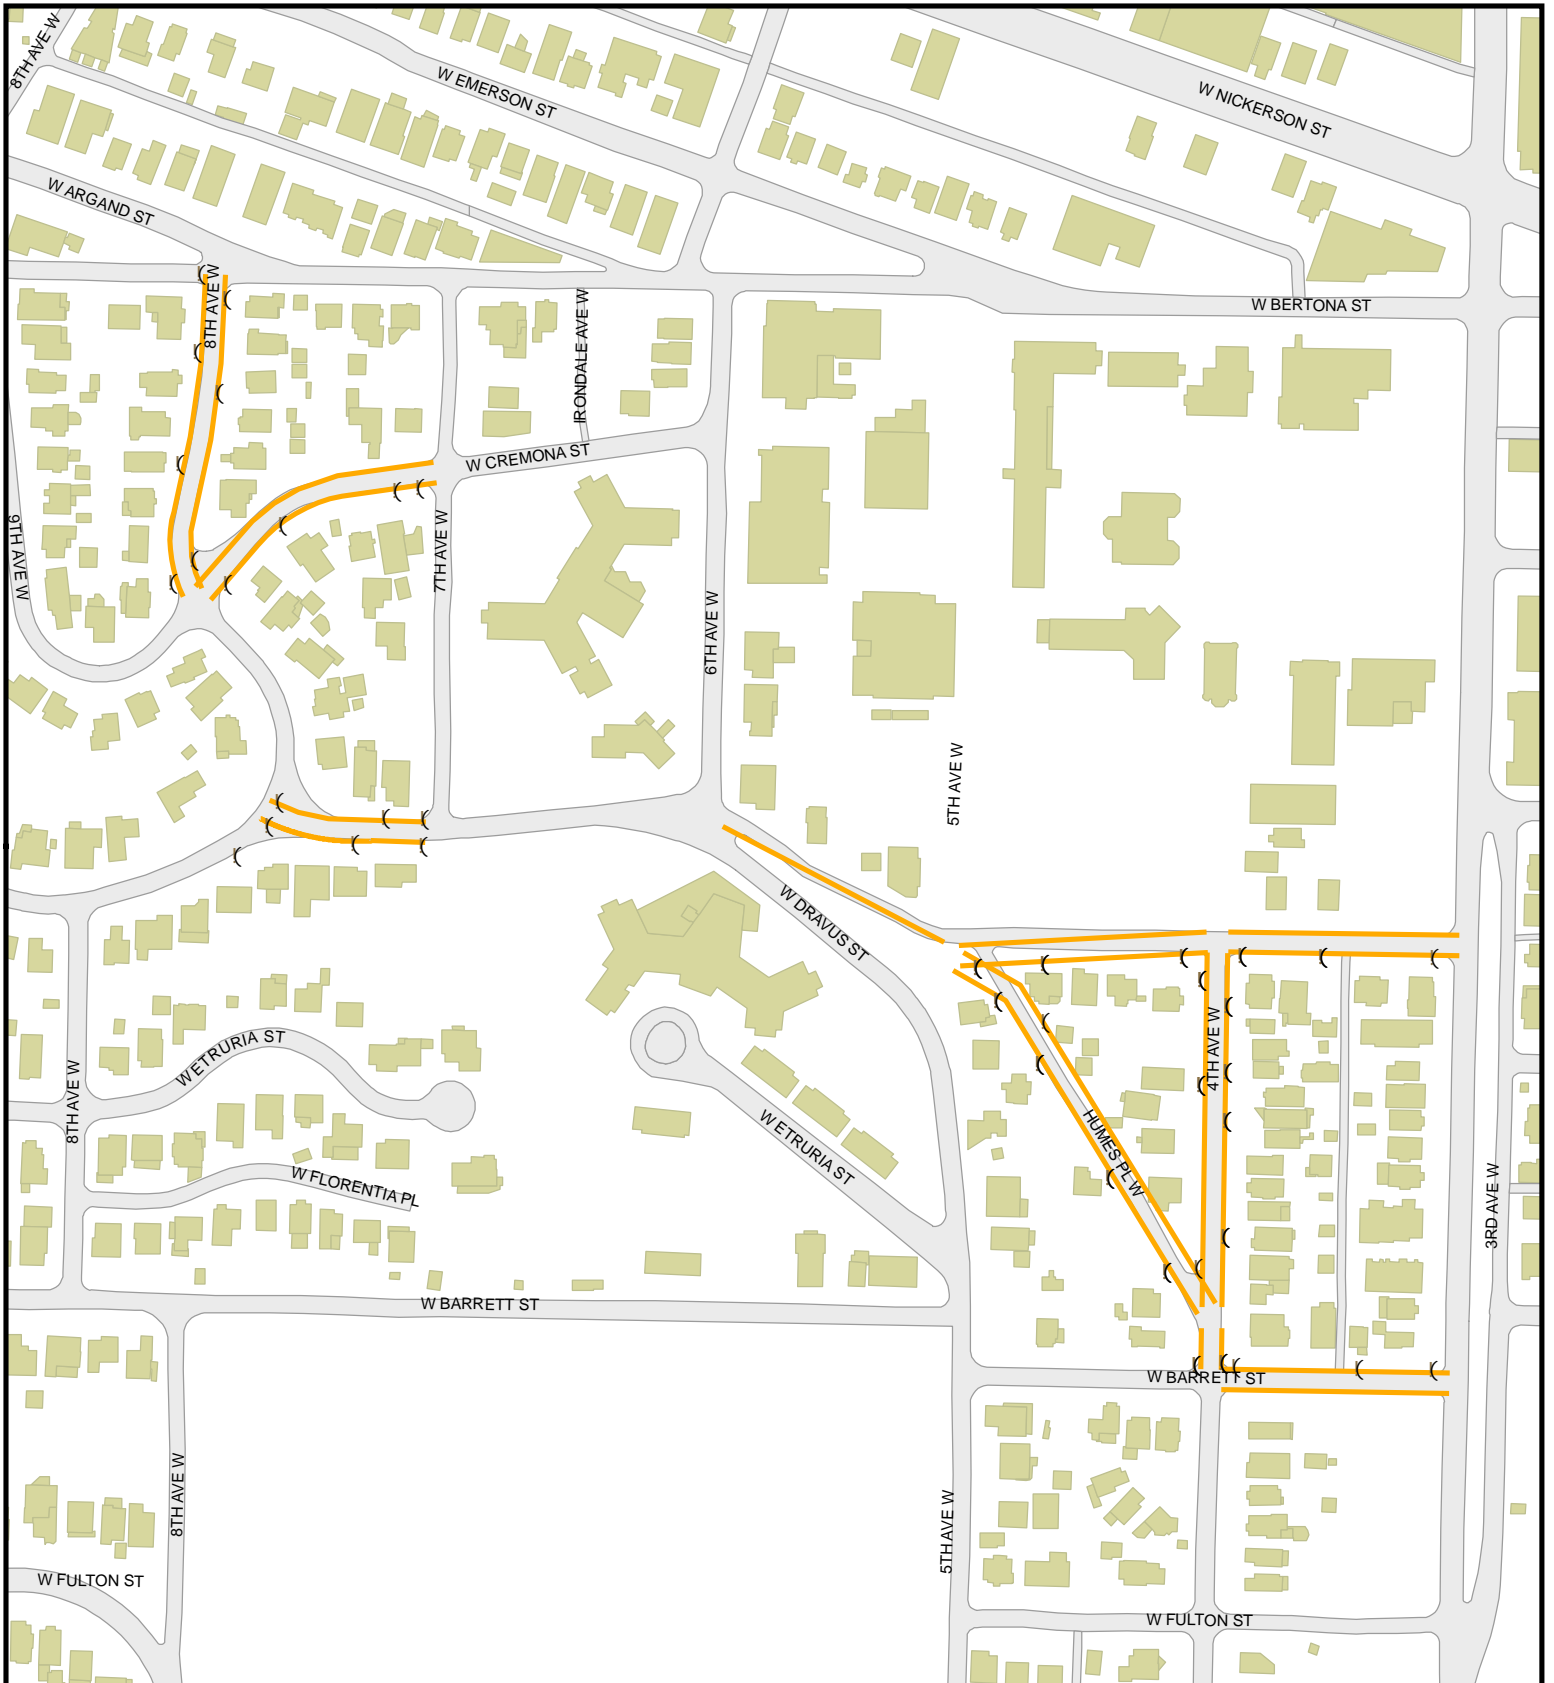 8TH AVE W
W EMERSON ST
W NICKERSON ST
W ARGAND ST
8TH AVE W
W BERTONA ST
IRONDALE AVE W
W CREMONA ST
9TH AVE W
7TH AVE W
6TH AVE W
5TH AVE W
W DRAVUS ST
4TH AVE W
W ETRURIA ST
8TH AVE W
HUMES PL W
W ETRURIA ST
W FLORENTIA PL
3RD AVE W
W BARRETT ST
W BARRETT ST
8TH AVE W
5TH AVE W
W FULTON ST
W FULTON ST